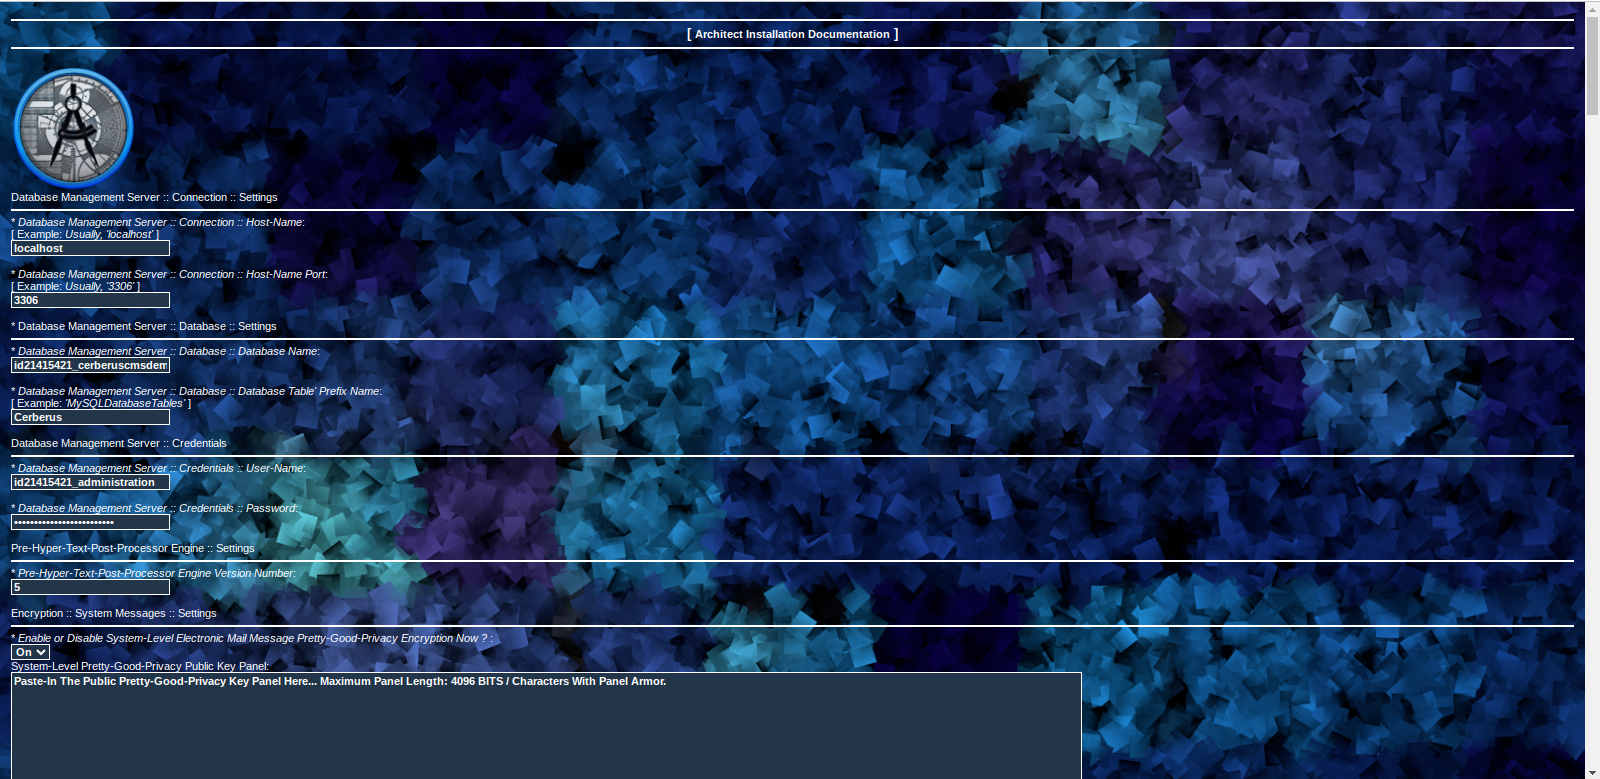 [ Architect Installation Documentation ]
Database Management Server :: Connection :: Settings
* Database Management Server :: Connection :: Host-Name:
[ Example: Usually, 'localhost' ]
localhost
* Database Management Server :: Connection :: Host-Name Port:
[ Example: Usually, '3306' ]
3306
* Database Management Server :: Database :: Settings
* Database Management Server :: Database :: Database Name:
id21415421_cerberuscmsdem
* Database Management Server :: Database :: Database Table' Prefix Name:
[ Example: 'MySQLDatabaseTables' ]
Cerberus
Database Management Server :: Credentials
* Database Management Server :: Credentials :: User-Name:
id21415421_administration
* Database Management Server :: Credentials :: Password:
•••••••••••••••••••••••••
Pre-Hyper-Text-Post-Processor Engine :: Settings
* Pre-Hyper-Text-Post-Processor Engine Version Number:
5
Encryption :: System Messages :: Settings
* Enable or Disable System-Level Electronic Mail Message Pretty-Good-Privacy Encryption Now ? :
On
System-Level Pretty-Good-Privacy Public Key Panel:
Paste-In The Public Pretty-Good-Privacy Key Panel Here... Maximum Panel Length: 4096 BITS / Characters With Panel Armor.